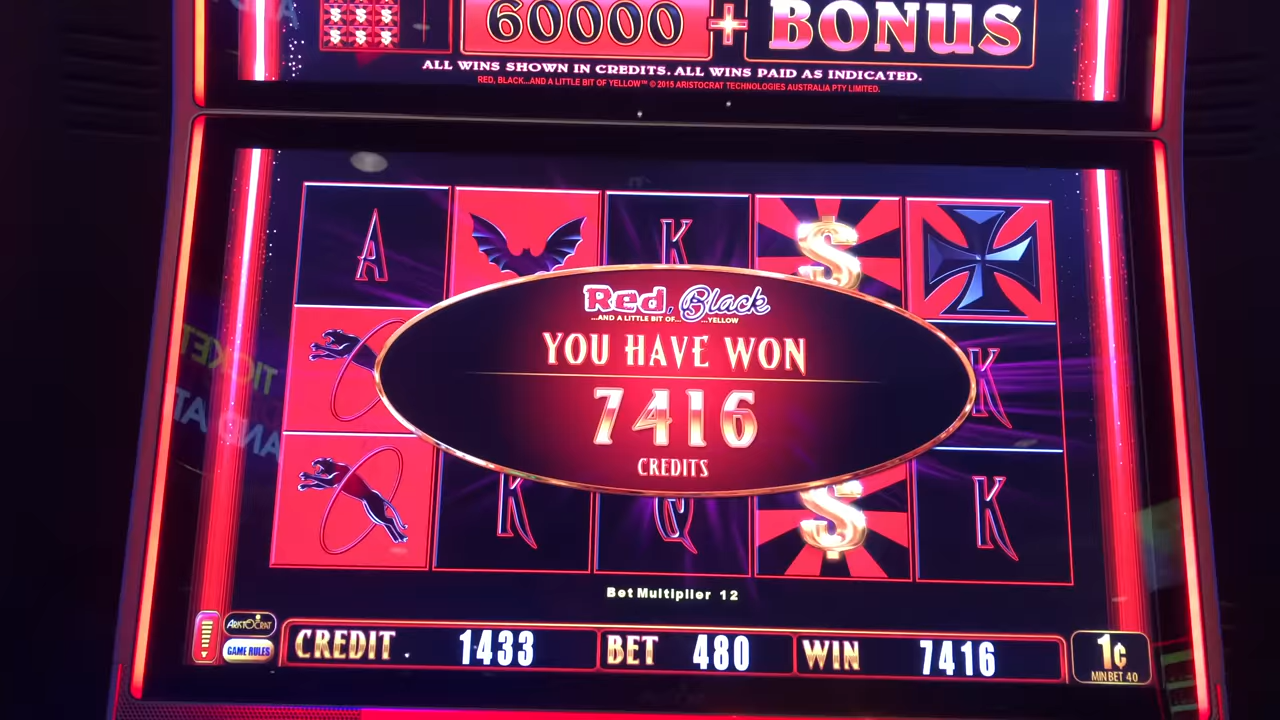 60000 + BONUS
ALL WINS SHOWN IN CREDITS. ALL WINS PAID AS INDICATED.
RED, BLACK...AND A LITTLE BIT OF YELLOW™ © 2015 ARISTOCRAT TECHNOLOGIES AUSTRALIA PTY LIMITED.
A
K
$
Red, Black
...AND A LITTLE BIT OF... ...YELLOW
YOU HAVE WON
7416
CREDITS
K
K
Q
$
K
Bet Multiplier 12
ARISTOCRAT
GAME RULES
CREDIT 1433
BET 480
WIN 7416
1¢
MIN BET 40
TICKET